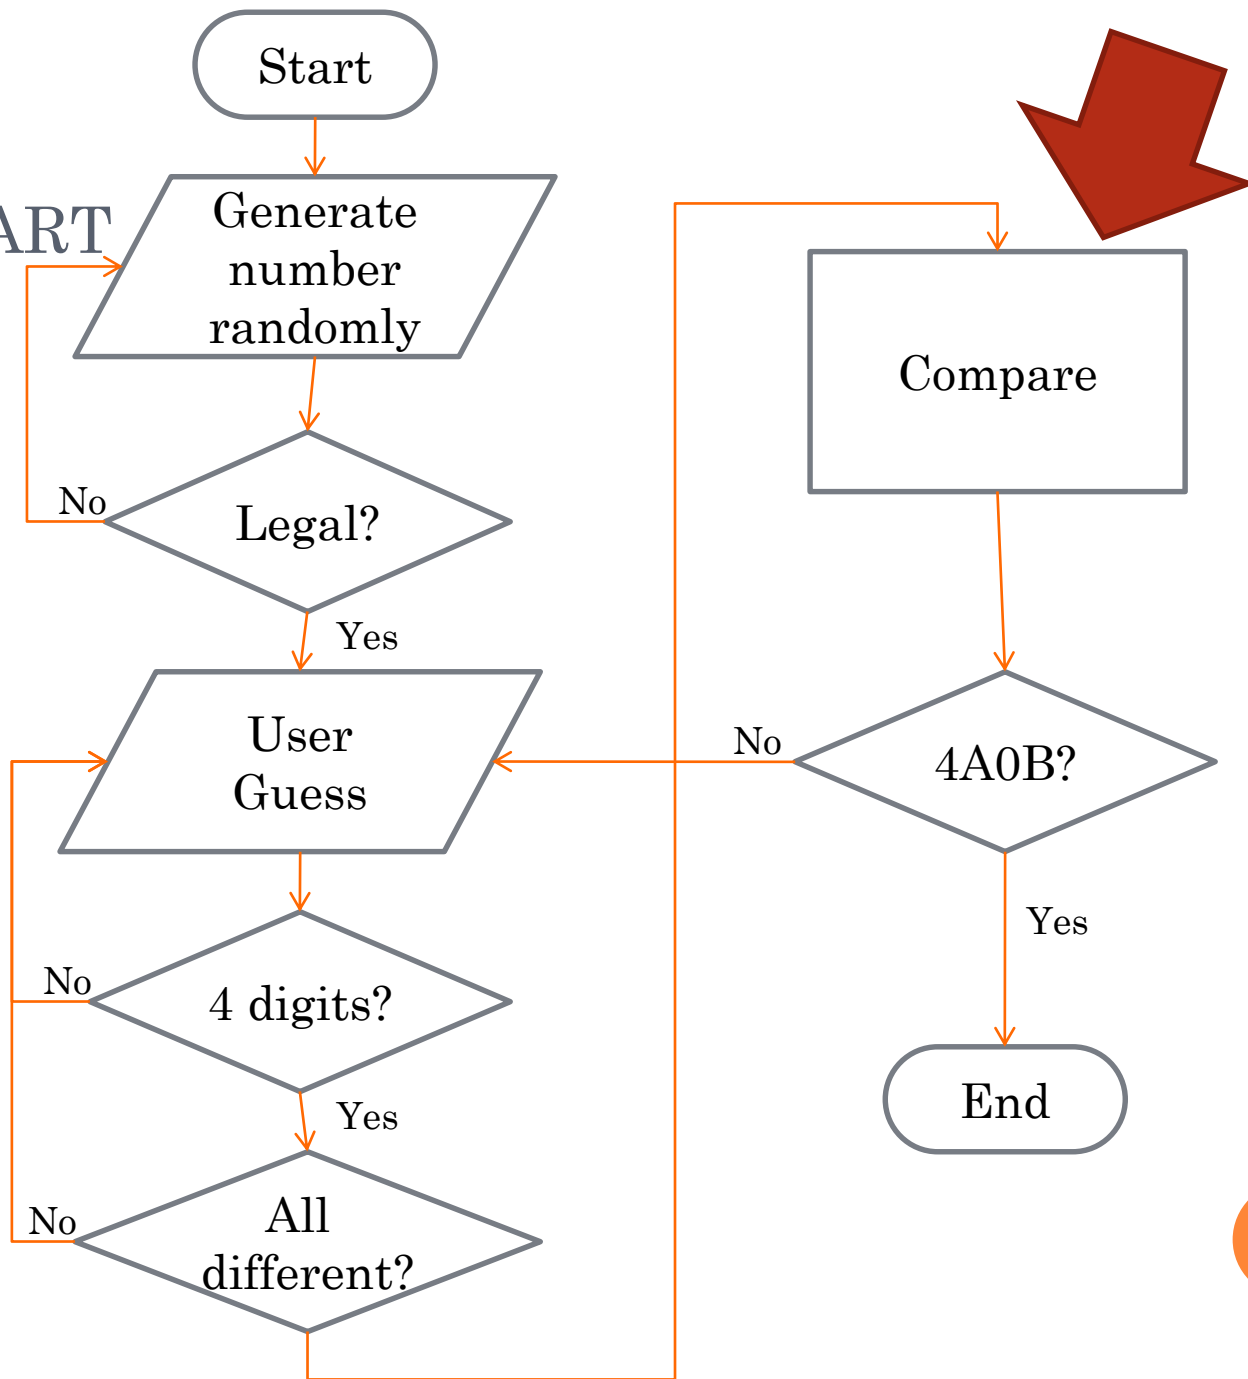 Start
ART
Generate
number
randomly
No
Legal?
Yes
User
Guess
No
4 digits?
Yes
No
All
different?
Compare
No
4A0B?
Yes
End